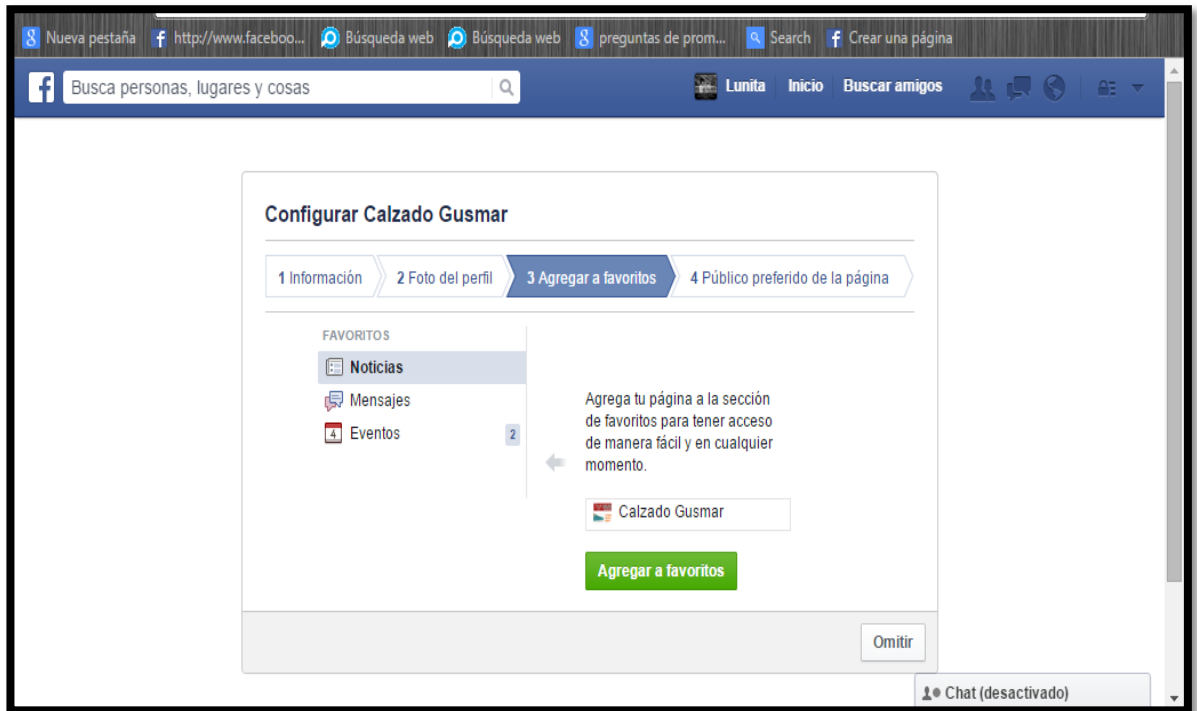 Nueva pestaña http://www.faceboo... Búsqueda web Búsqueda web preguntas de prom... Search Crear una página
Busca personas, lugares y cosas Lunita Inicio Buscar amigos
Configurar Calzado Gusmar
1 Información 2 Foto del perfil 3 Agregar a favoritos 4 Público preferido de la página
FAVORITOS
Noticias
Mensajes
4 Eventos 2
Agrega tu página a la sección
de favoritos para tener acceso
de manera fácil y en cualquier
momento.
Calzado Gusmar
Agregar a favoritos
Omitir
Chat (desactivado)